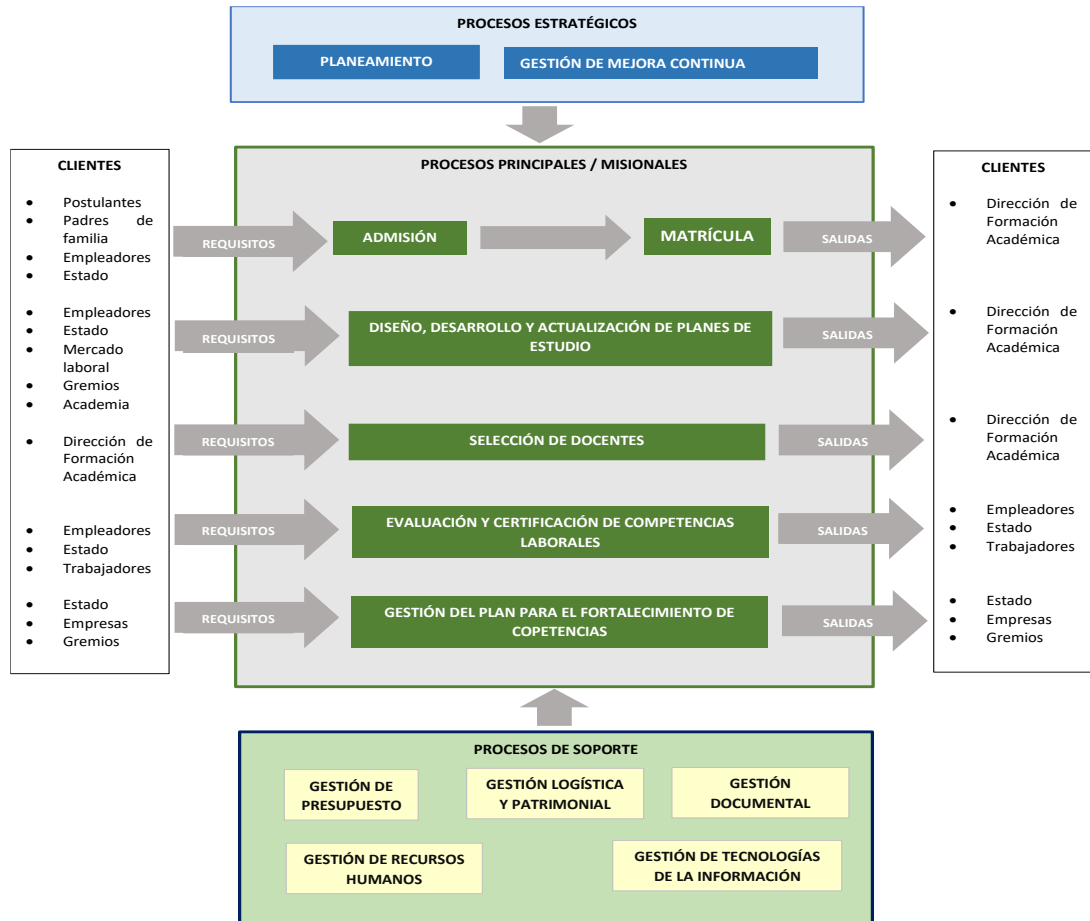 PROCESOS ESTRATÉGICOS
PLANEAMIENTO
GESTIÓN DE MEJORA CONTINUA
CLIENTES
Postulantes
Padres de
familia
Empleadores
Estado
Empleadores
Estado
Mercado
laboral
Gremios
Academia
Dirección de
Formación
Académica
Empleadores
Estado
Trabajadores
Estado
Empresas
Gremios
PROCESOS PRINCIPALES / MISIONALES
REQUISITOS
ADMISIÓN
MATRÍCULA
SALIDAS
REQUISITOS
DISEÑO, DESARROLLO Y ACTUALIZACIÓN DE PLANES DE
ESTUDIO
SALIDAS
REQUISITOS
SELECCIÓN DE DOCENTES
SALIDAS
REQUISITOS
EVALUACIÓN Y CERTIFICACIÓN DE COMPETENCIAS
LABORALES
SALIDAS
REQUISITOS
GESTIÓN DEL PLAN PARA EL FORTALECIMIENTO DE
COPETENCIAS
SALIDAS
CLIENTES
Dirección de
Formación
Académica
Dirección de
Formación
Académica
Dirección de
Formación
Académica
Empleadores
Estado
Trabajadores
Estado
Empresas
Gremios
PROCESOS DE SOPORTE
GESTIÓN DE
PRESUPUESTO
GESTIÓN LOGÍSTICA
Y PATRIMONIAL
GESTIÓN
DOCUMENTAL
GESTIÓN DE RECURSOS
HUMANOS
GESTIÓN DE TECNOLOGÍAS
DE LA INFORMACIÓN